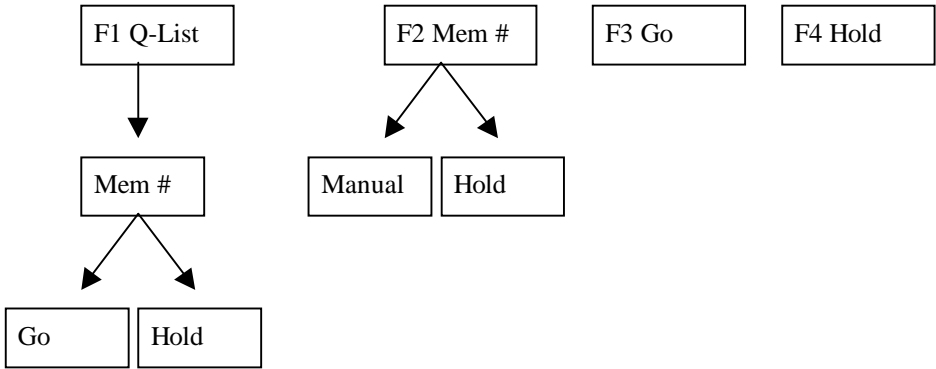 F1 Q-List
F2 Mem #
F3 Go
F4 Hold
Mem #
Manual
Hold
Go
Hold